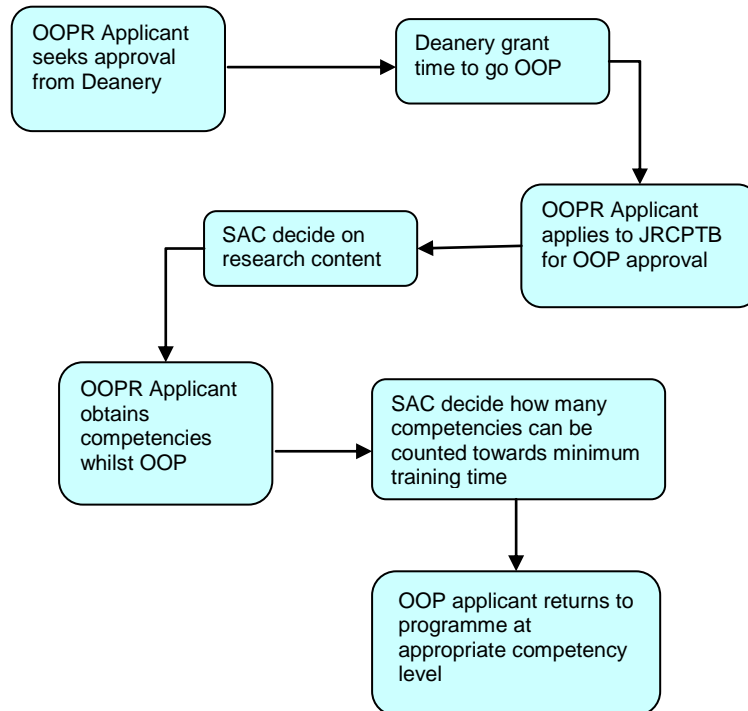 OOPR Applicant
seeks approval
from Deanery
Deanery grant
time to go OOP
OOPR Applicant
applies to JRCPTB
for OOP approval
SAC decide on
research content
OOPR Applicant
obtains
competencies
whilst OOP
SAC decide how many
competencies can be
counted towards minimum
training time
OOP applicant returns to
programme at
appropriate competency
level